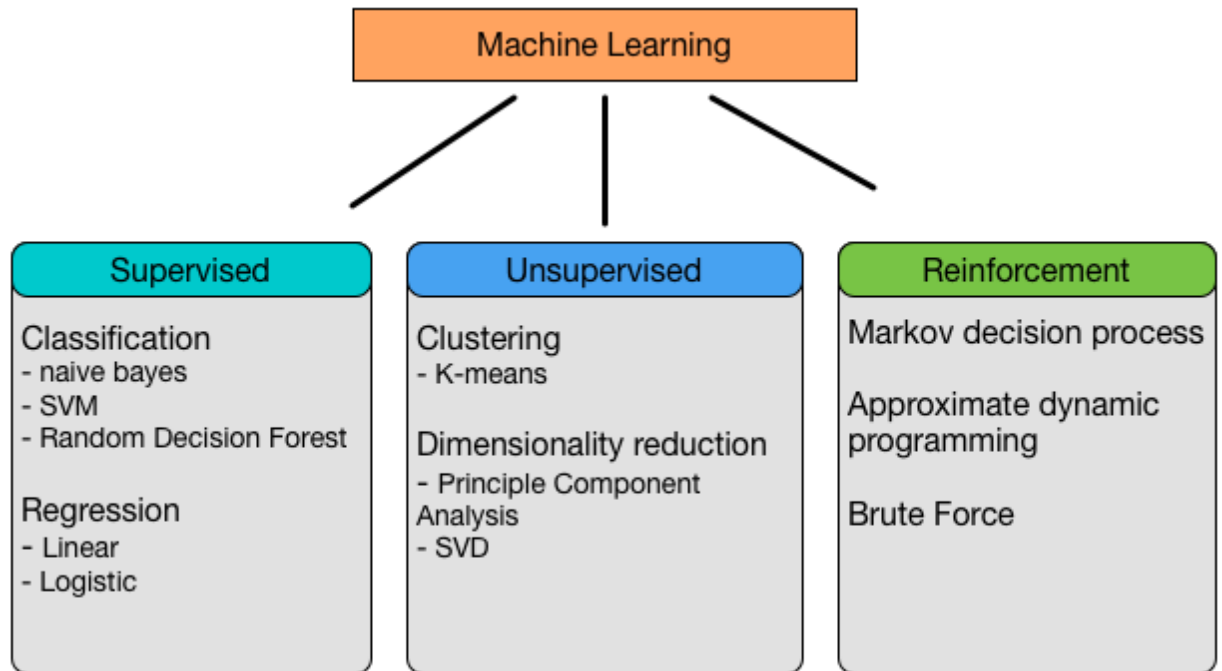 Machine Learning
Supervised
Classification
- naive bayes
- SVM
- Random Decision Forest
Regression
- Linear
- Logistic
Unsupervised
Clustering
- K-means
Dimensionality reduction
- Principle Component
Analysis
- SVD
Reinforcement
Markov decision process
Approximate dynamic
programming
Brute Force